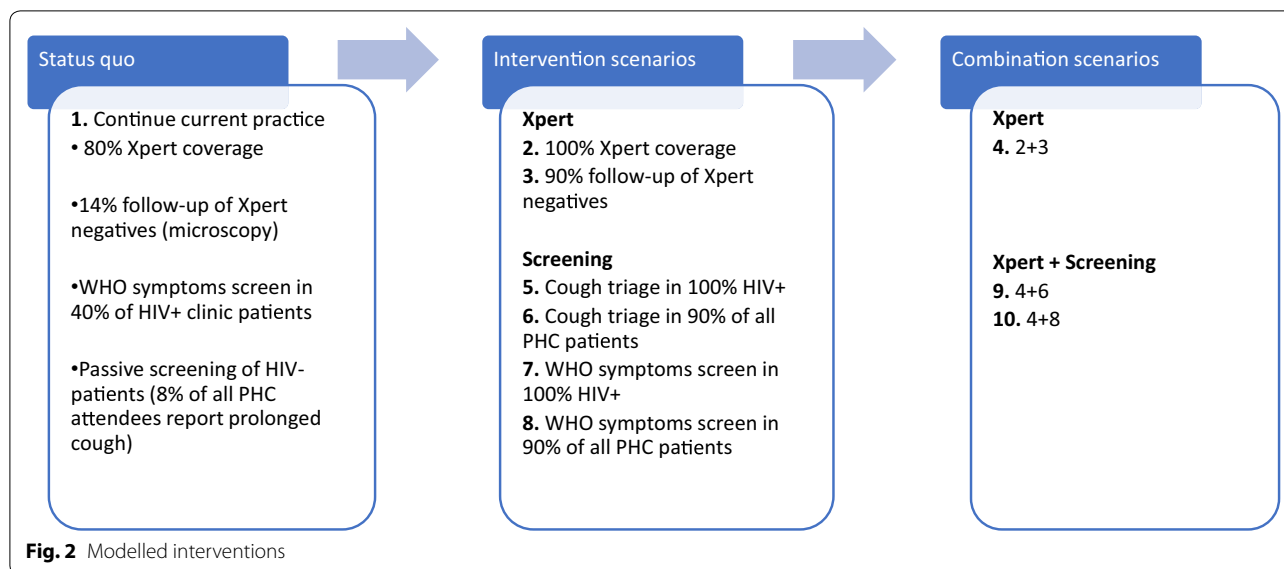 Status quo
1. Continue current practice
• 80% Xpert coverage
•14% follow-up of Xpert
negatives (microscopy)
•WHO symptoms screen in
40% of HIV+ clinic patients
•Passive screening of HIV-
patients (8% of all PHC
attendees report prolonged
cough)
Intervention scenarios
Xpert
2. 100% Xpert coverage
3. 90% follow-up of Xpert
negatives
Screening
5. Cough triage in 100% HIV+
6. Cough triage in 90% of all
PHC patients
7. WHO symptoms screen in
100% HIV+
8. WHO symptoms screen in
90% of all PHC patients
Combination scenarios
Xpert
4. 2+3
Xpert + Screening
9. 4+6
10. 4+8
Fig. 2 Modelled interventions